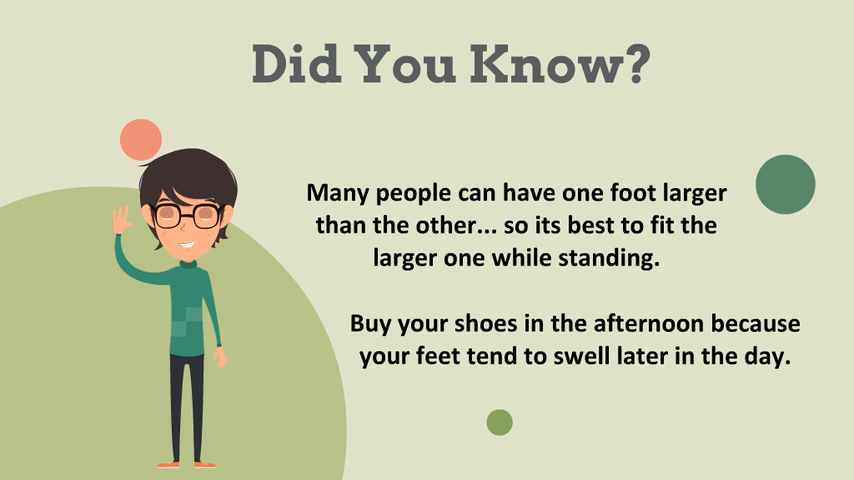 Did You Know?
Many people can have one foot larger
than the other... so its best to fit the
larger one while standing.
Buy your shoes in the afternoon because
your feet tend to swell later in the day.